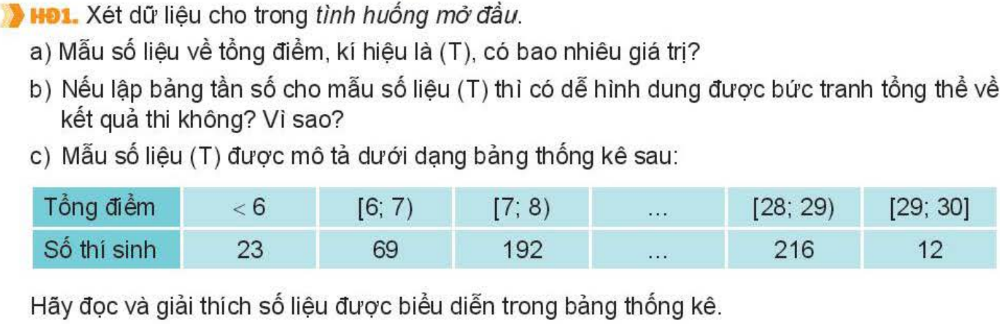 HĐ1. Xét dữ liệu cho trong tình huống mở đầu.
a) Mẫu số liệu về tổng điểm, kí hiệu là (T), có bao nhiêu giá trị?
b) Nếu lập bảng tần số cho mẫu số liệu (T) thì có dễ hình dung được bức tranh tổng thể về
kết quả thi không? Vì sao?
c) Mẫu số liệu (T) được mô tả dưới dạng bảng thống kê sau:
Tổng điểm < 6 [6; 7) [7; 8) ... [28; 29) [29; 30]
Số thí sinh 23 69 192 ... 216 12
Hãy đọc và giải thích số liệu được biểu diễn trong bảng thống kê.